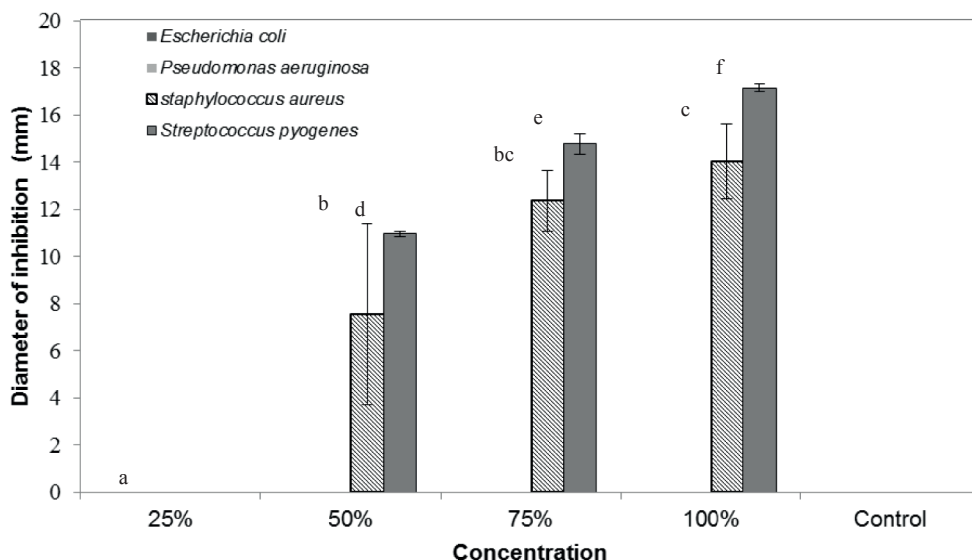 20
18
16
14
12
10
8
6
4
2
0
Diameter of inhibition (mm)
Escherichia coli
Pseudomonas aeruginosa
staphylococcus aureus
Streptococcus pyogenes
a
b d
bc e
c f
25% 50% 75% 100% Control
Concentration